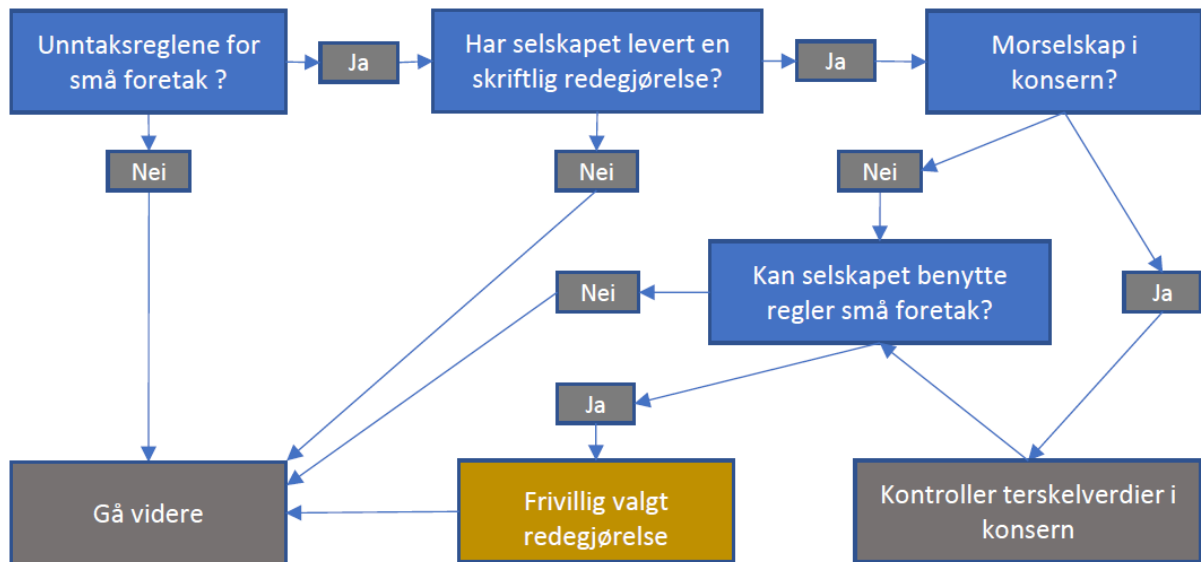 Unntaksreglene for
små foretak ?
Ja
Har selskapet levert en
skriftlig redegjørelse?
Ja
Morselskap i
konsern?
Nei
Nei
Nei
Kan selskapet benytte
regler små foretak?
Nei
Ja
Ja
Gå videre
Frivillig valgt
redegjørelse
Kontroller terskelverdier i
konsern